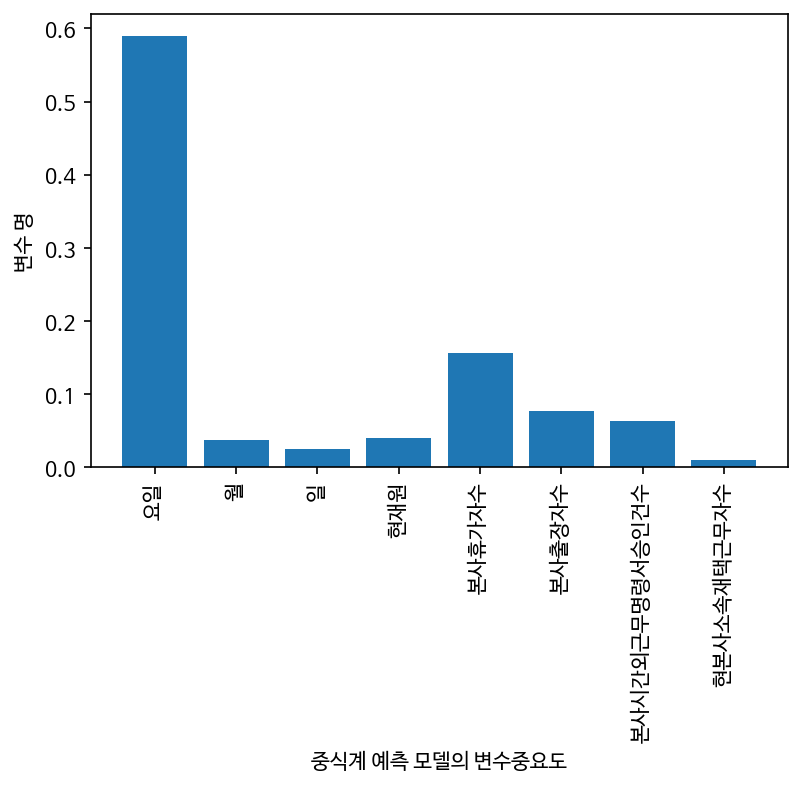 0.6
0.5
0.4
0.3
0.2
0.1
0.0
변수 명
요일
월
일
현재원
본사휴가자수
본사출장자수
본사시간외근무명령서승인건수
현본사소속재택근무자수
중식계 예측 모델의 변수중요도